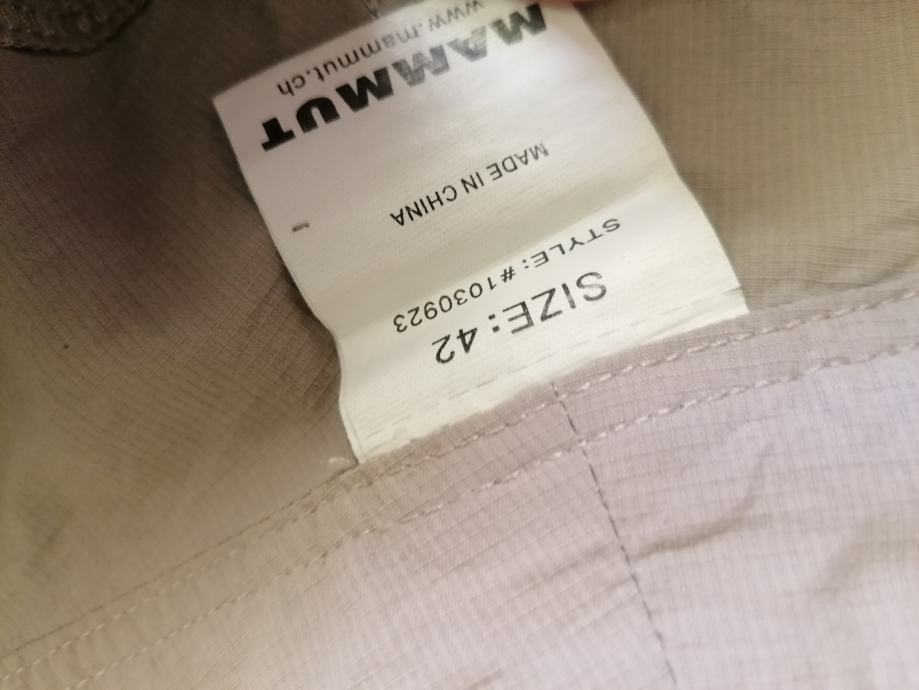 SIZE: 42
STYLE: #1030923
MADE IN CHINA
MAMMUT
www.mammut.ch